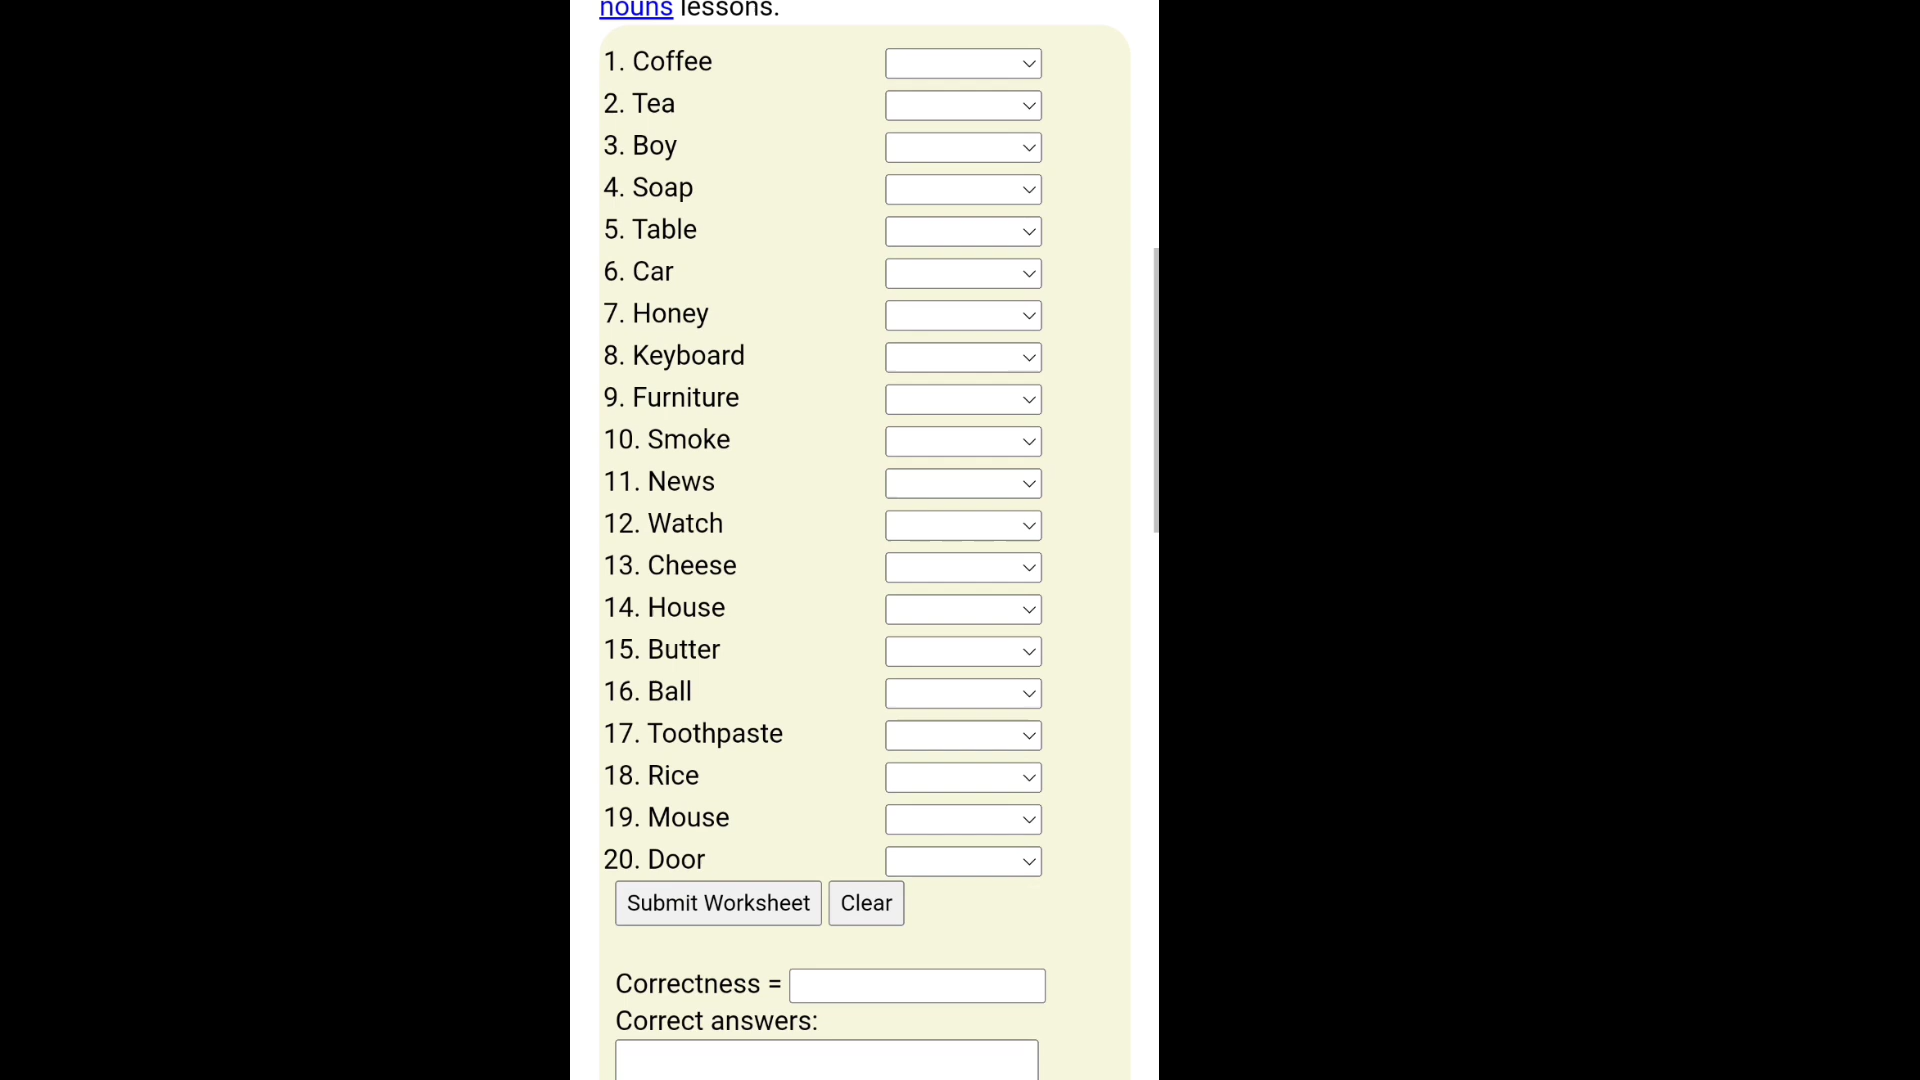 nouns lessons.
1. Coffee
2. Tea
3. Boy
4. Soap
5. Table
6. Car
7. Honey
8. Keyboard
9. Furniture
10. Smoke
11. News
12. Watch
13. Cheese
14. House
15. Butter
16. Ball
17. Toothpaste
18. Rice
19. Mouse
20. Door
Submit Worksheet Clear
Correctness =
Correct answers: